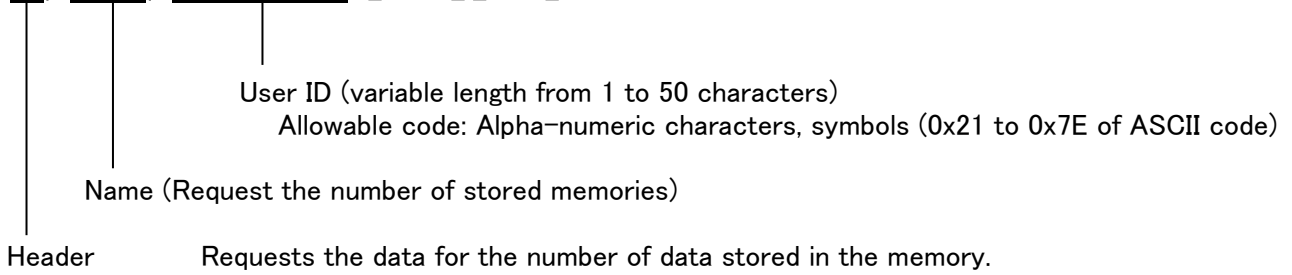 User ID (variable length from 1 to 50 characters)
Allowable code: Alpha-numeric characters, symbols (0x21 to 0x7E of ASCII code)
Name (Request the number of stored memories)
Header Requests the data for the number of data stored in the memory.